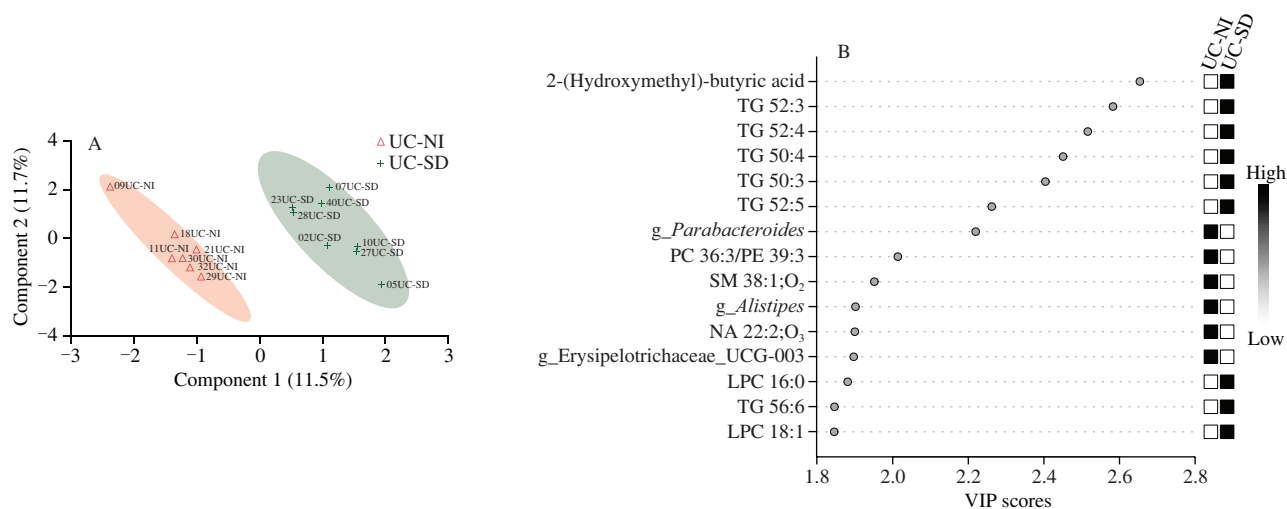 A
UC-NI
UC-SD
Component 2 (11.7%)
4
2
0
−2
−4
09UC-NI
18UC-NI
11UC-NI
21UC-NI
30UC-NI
32UC-NI
29UC-NI
07UC-SD
23UC-SD
40UC-SD
28UC-SD
02UC-SD
10UC-SD
27UC-SD
05UC-SD
−3 −2 −1 0 1 2 3
Component 1 (11.5%)
B
UC-NI
UC-SD
2-(Hydroxymethyl)-butyric acid
TG 52:3
TG 52:4
TG 50:4
TG 50:3
TG 52:5
g_Parabacteroides
PC 36:3/PE 39:3
SM 38:1;O₂
g_Alistipes
NA 22:2;O₃
g_Erysipelotrichaceae_UCG-003
LPC 16:0
TG 56:6
LPC 18:1
1.8 2.0 2.2 2.4 2.6 2.8
VIP scores
High
Low